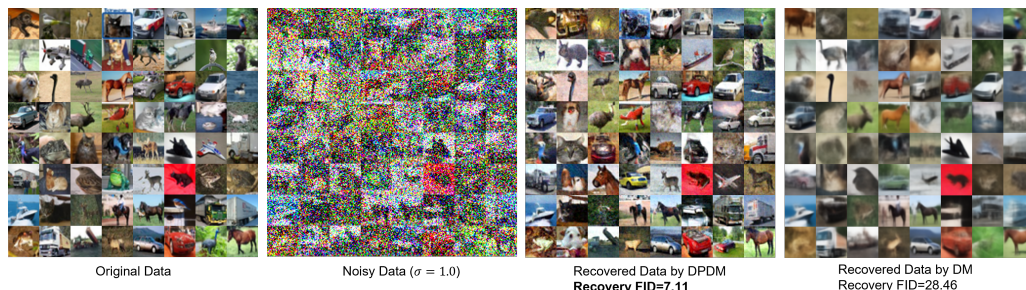 Original Data
Noisy Data (𝜎 = 1.0)
Recovered Data by DPDM
Recovery FID=7.11
Recovered Data by DM
Recovery FID=28.46